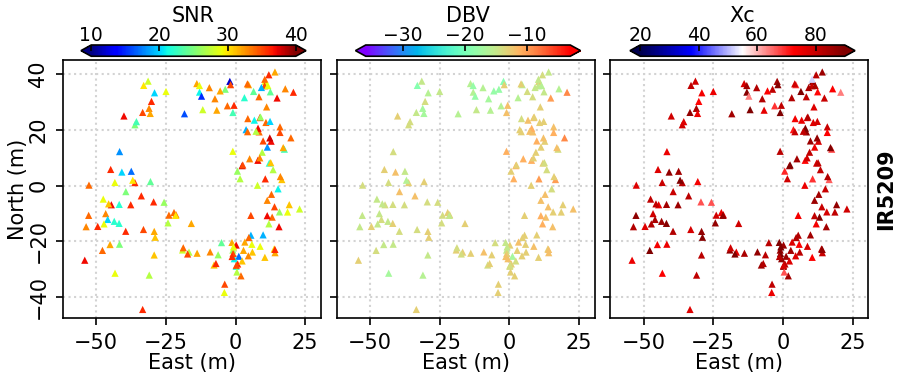 SNR DBV Xc
10 20 30 40 −30 −20 −10 20 40 60 80
40
20
0
−20
−40
North (m)
−50 −25 0 25 −50 −25 0 25 −50 −25 0 25
East (m) East (m) East (m)
IR5209